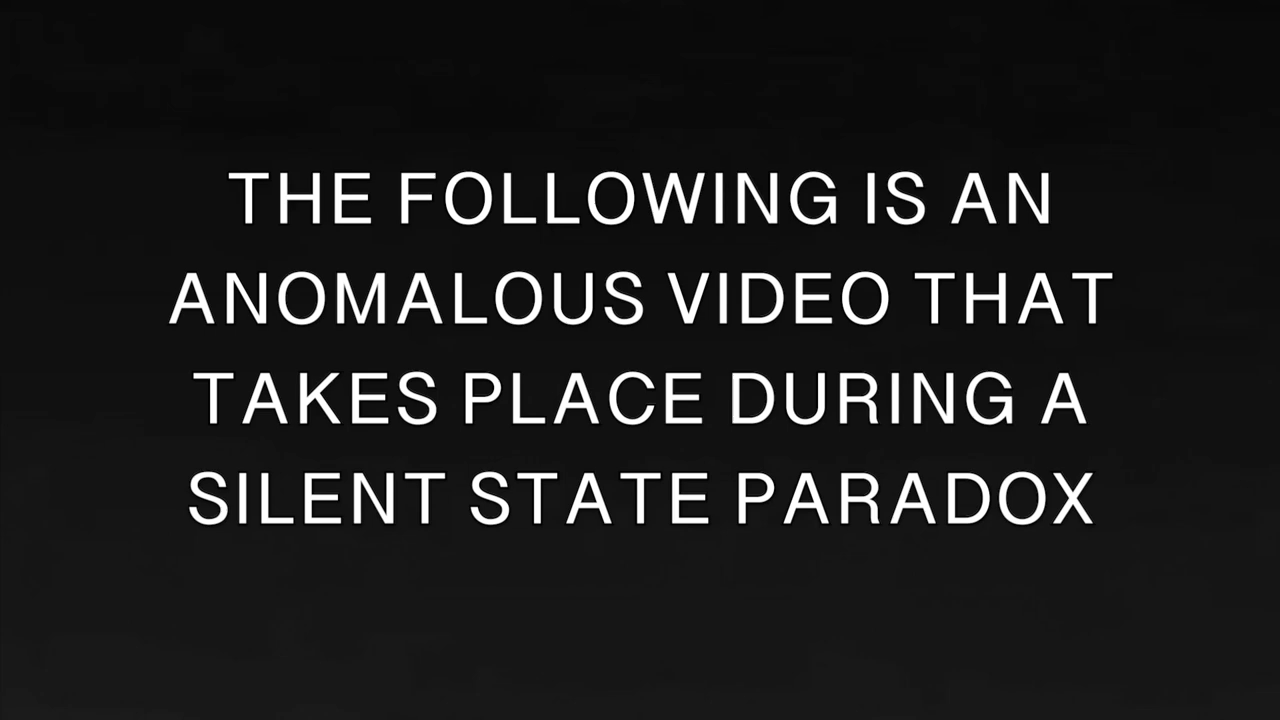 THE FOLLOWING IS AN
ANOMALOUS VIDEO THAT
TAKES PLACE DURING A
SILENT STATE PARADOX